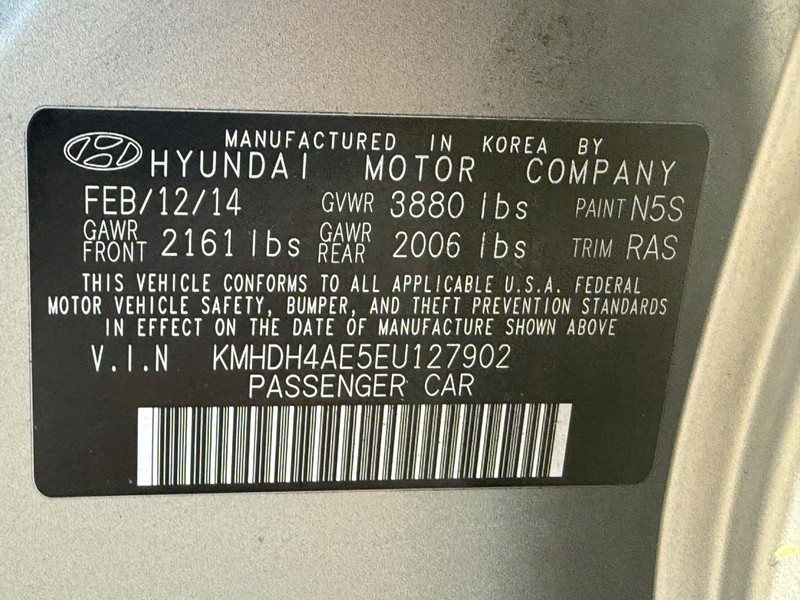 MANUFACTURED IN KOREA BY
HYUNDAI MOTOR COMPANY
FEB/12/14 GVWR 3880 lbs PAINT N5S
GAWR FRONT 2161 lbs GAWR REAR 2006 lbs TRIM RAS
THIS VEHICLE CONFORMS TO ALL APPLICABLE U.S.A. FEDERAL
MOTOR VEHICLE SAFETY, BUMPER, AND THEFT PREVENTION STANDARDS
IN EFFECT ON THE DATE OF MANUFACTURE SHOWN ABOVE
V.I.N KMHDH4AE5EU127902
PASSENGER CAR